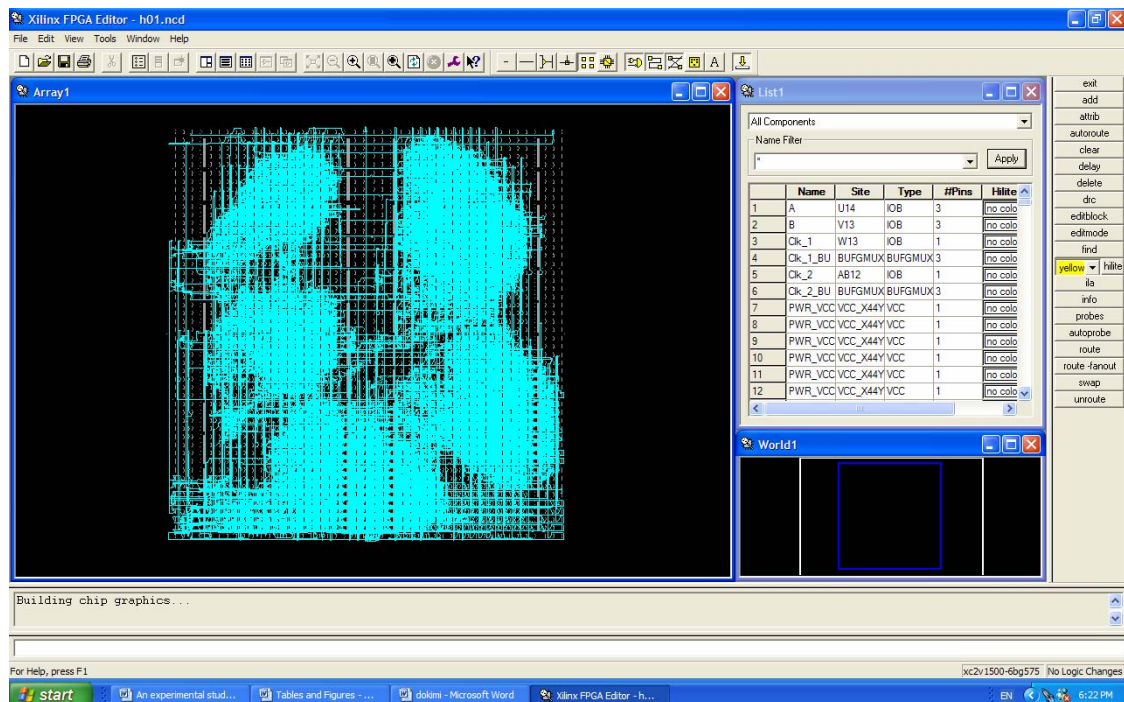 Xilinx FPGA Editor - h01.ncd
File Edit View Tools Window Help
A
Array1
List1
All Components
Name Filter
* Apply
Name Site Type #Pins Hilite
1 A U14 IOB 3 no colo
2 B V13 IOB 3 no colo
3 Clk_1 W13 IOB 1 no colo
4 Clk_1_BU BUFGMUX BUFGMUX 3 no colo
5 Clk_2 AB12 IOB 1 no colo
6 Clk_2_BU BUFGMUX BUFGMUX 3 no colo
7 PWR_VCC VCC_X44Y VCC 1 no colo
8 PWR_VCC VCC_X44Y VCC 1 no colo
9 PWR_VCC VCC_X44Y VCC 1 no colo
10 PWR_VCC VCC_X44Y VCC 1 no colo
11 PWR_VCC VCC_X44Y VCC 1 no colo
12 PWR_VCC VCC_X44Y VCC 1 no colo
World1
exit
add
attrib
autoroute
clear
delay
delete
drc
editblock
editmode
find
yellow hilite
ila
info
probes
autoprobe
route
route -fanout
swap
unroute
Building chip graphics...
For Help, press F1
xc2v1500-6bg575 No Logic Changes
start An experimental stud... Tables and Figures - ... dokimi - Microsoft Word Xilinx FPGA Editor - h... EN 6:22 PM